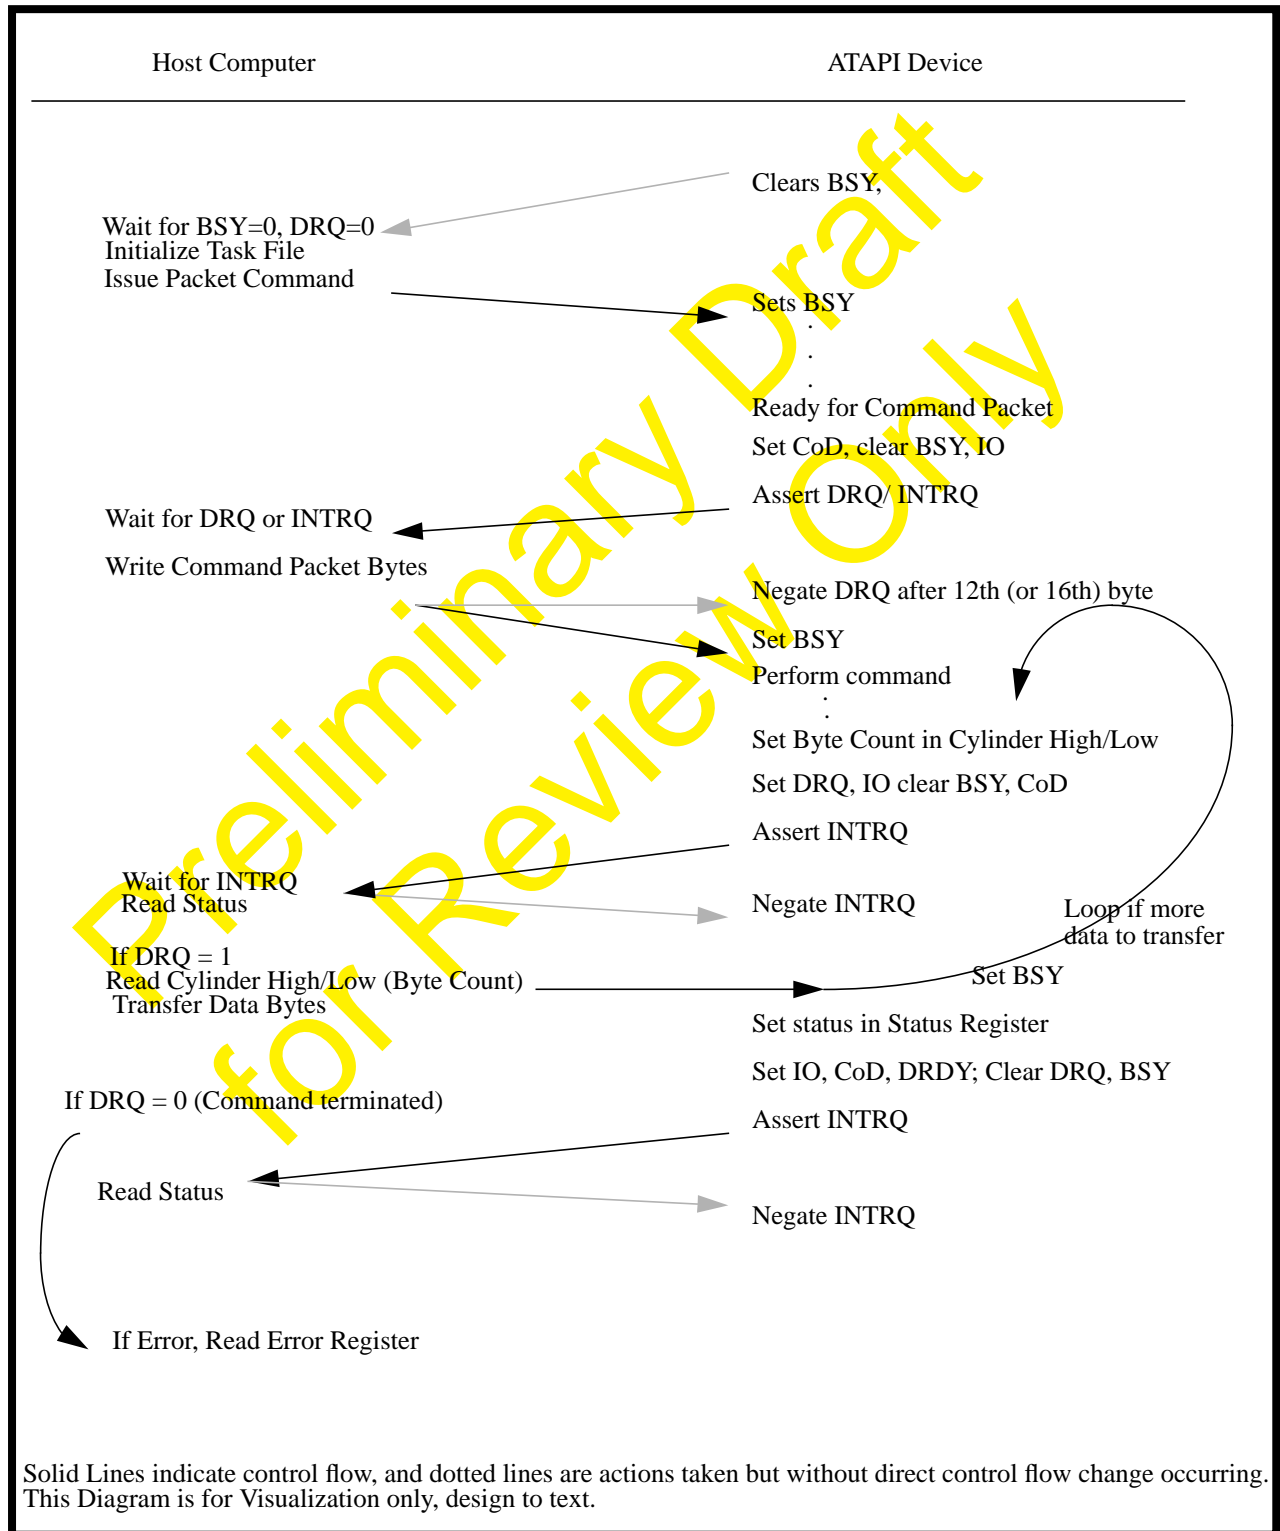 Host Computer
ATAPI Device
Clears BSY,
Wait for BSY=0, DRQ=0
Initialize Task File
Issue Packet Command
Sets BSY
.
.
.
Ready for Command Packet
Set CoD, clear BSY, IO
Assert DRQ/ INTRQ
Wait for DRQ or INTRQ
Write Command Packet Bytes
Negate DRQ after 12th (or 16th) byte
Set BSY
Perform command
.
.
Set Byte Count in Cylinder High/Low
Set DRQ, IO clear BSY, CoD
Assert INTRQ
Wait for INTRQ
Read Status
Negate INTRQ
Loop if more
data to transfer
If DRQ = 1
Read Cylinder High/Low (Byte Count)
Transfer Data Bytes
Set BSY
Set status in Status Register
Set IO, CoD, DRDY; Clear DRQ, BSY
If DRQ = 0 (Command terminated)
Assert INTRQ
Read Status
Negate INTRQ
If Error, Read Error Register
Solid Lines indicate control flow, and dotted lines are actions taken but without direct control flow change occurring.
This Diagram is for Visualization only, design to text.
Preliminary Draft
for Review Only